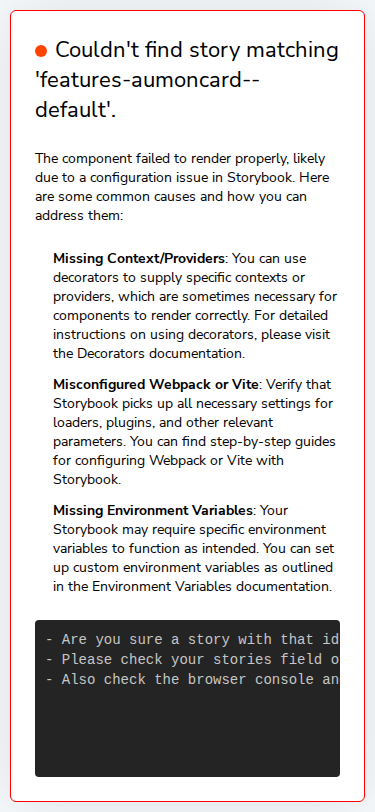 Couldn't find story matching
'features-aumoncard--
default'.
The component failed to render properly, likely
due to a configuration issue in Storybook. Here
are some common causes and how you can
address them:
Missing Context/Providers: You can use
decorators to supply specific contexts or
providers, which are sometimes necessary for
components to render correctly. For detailed
instructions on using decorators, please visit
the Decorators documentation.
Misconfigured Webpack or Vite: Verify that
Storybook picks up all necessary settings for
loaders, plugins, and other relevant
parameters. You can find step-by-step guides
for configuring Webpack or Vite with
Storybook.
Missing Environment Variables: Your
Storybook may require specific environment
variables to function as intended. You can set
up custom environment variables as outlined
in the Environment Variables documentation.
- Are you sure a story with that id
- Please check your stories field o
- Also check the browser console an